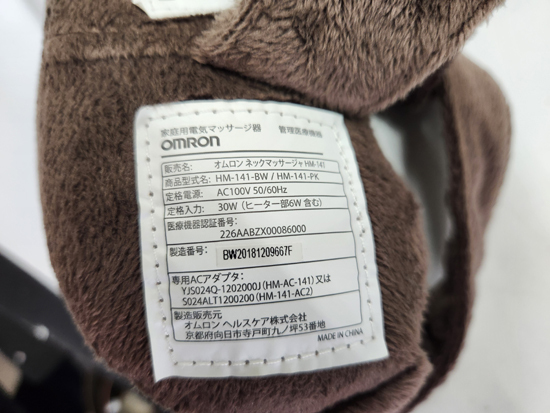 家庭用電気マッサージ器 管理医療機器
OMRON
販売名: オムロン ネックマッサージャ HM-141
商品型式名: HM-141-BW / HM-141-PK
定格電源: AC100V 50/60Hz
定格入力: 30W (ヒーター部6W 含む)
医療機器認証番号:
226AABZX00086000
製造番号: BW20181209667F
専用ACアダプタ:
YJS024Q-1202000J (HM-AC-141) 又は
S024ALT1200200 (HM-141-AC2)
製造販売元
オムロン ヘルスケア株式会社
京都府向日市寺戸町九ノ坪53番地
MADE IN CHINA